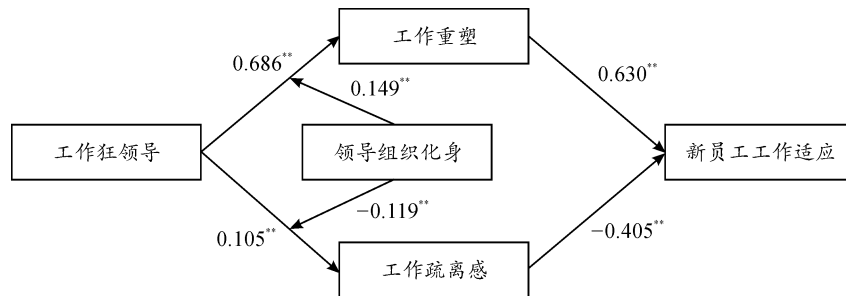 工作重塑
0.686**
0.149**
0.630**
工作狂领导
领导组织化身
新员工工作适应
0.105**
−0.119**
−0.405**
工作疏离感